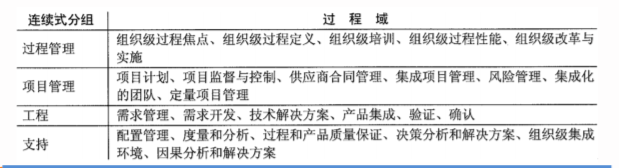 连续式分组 过程域
过程管理 组织级过程焦点、组织级过程定义、组织级培训、组织级过程性能、组织级改革与
实施
项目管理 项目计划、项目监督与控制、供应商合同管理、集成项目管理、风险管理、集成化
的团队、定量项目管理
工程 需求管理、需求开发、技术解决方案、产品集成、验证、确认
支持 配置管理、度量和分析、过程和产品质量保证、决策分析和解决方案、组织级集成
环境、因果分析和解决方案